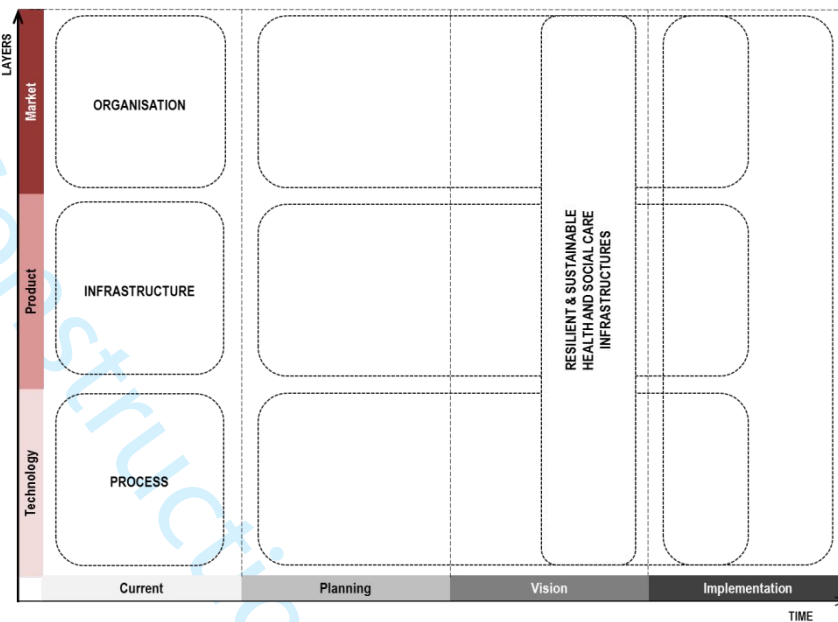 LAYERS
Market
ORGANISATION
Product
INFRASTRUCTURE
RESILIENT & SUSTAINABLE
HEALTH AND SOCIAL CARE
INFRASTRUCTURES
Technology
PROCESS
Current
Planning
Vision
Implementation
TIME